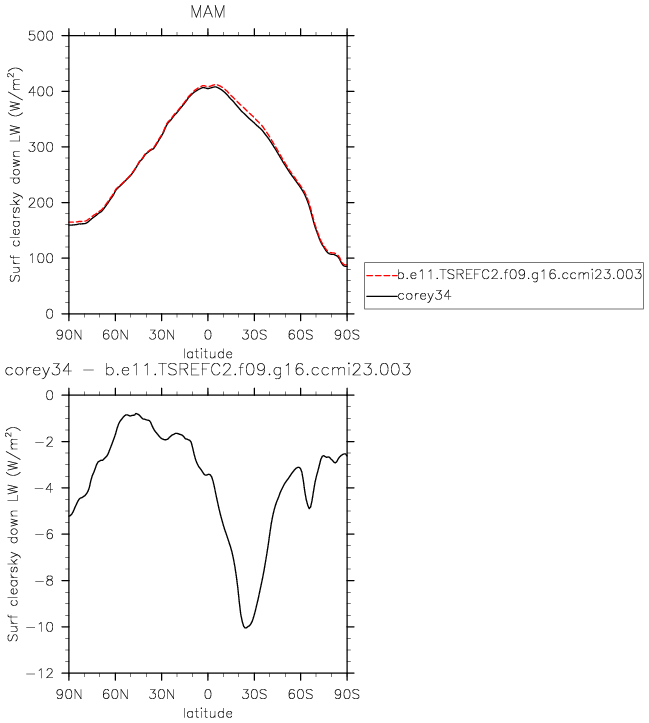 MAM
500
400
300
200
100
0
Surf clearsky down LW (W/m²)
90N 60N 30N 0 30S 60S 90S
latitude
b.e11.TSREFC2.f09.g16.ccmi23.003
corey34
corey34 − b.e11.TSREFC2.f09.g16.ccmi23.003
0
−2
−4
−6
−8
−10
−12
Surf clearsky down LW (W/m²)
90N 60N 30N 0 30S 60S 90S
latitude